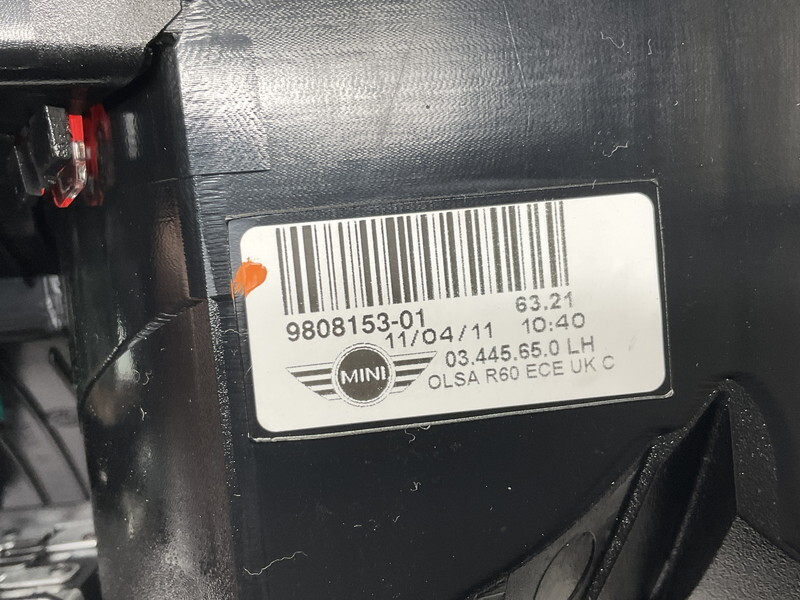 9808153-01 63.21
11/04/11 10:40
03.445.65.0 LH
MINI
OLSA R60 ECE UK C